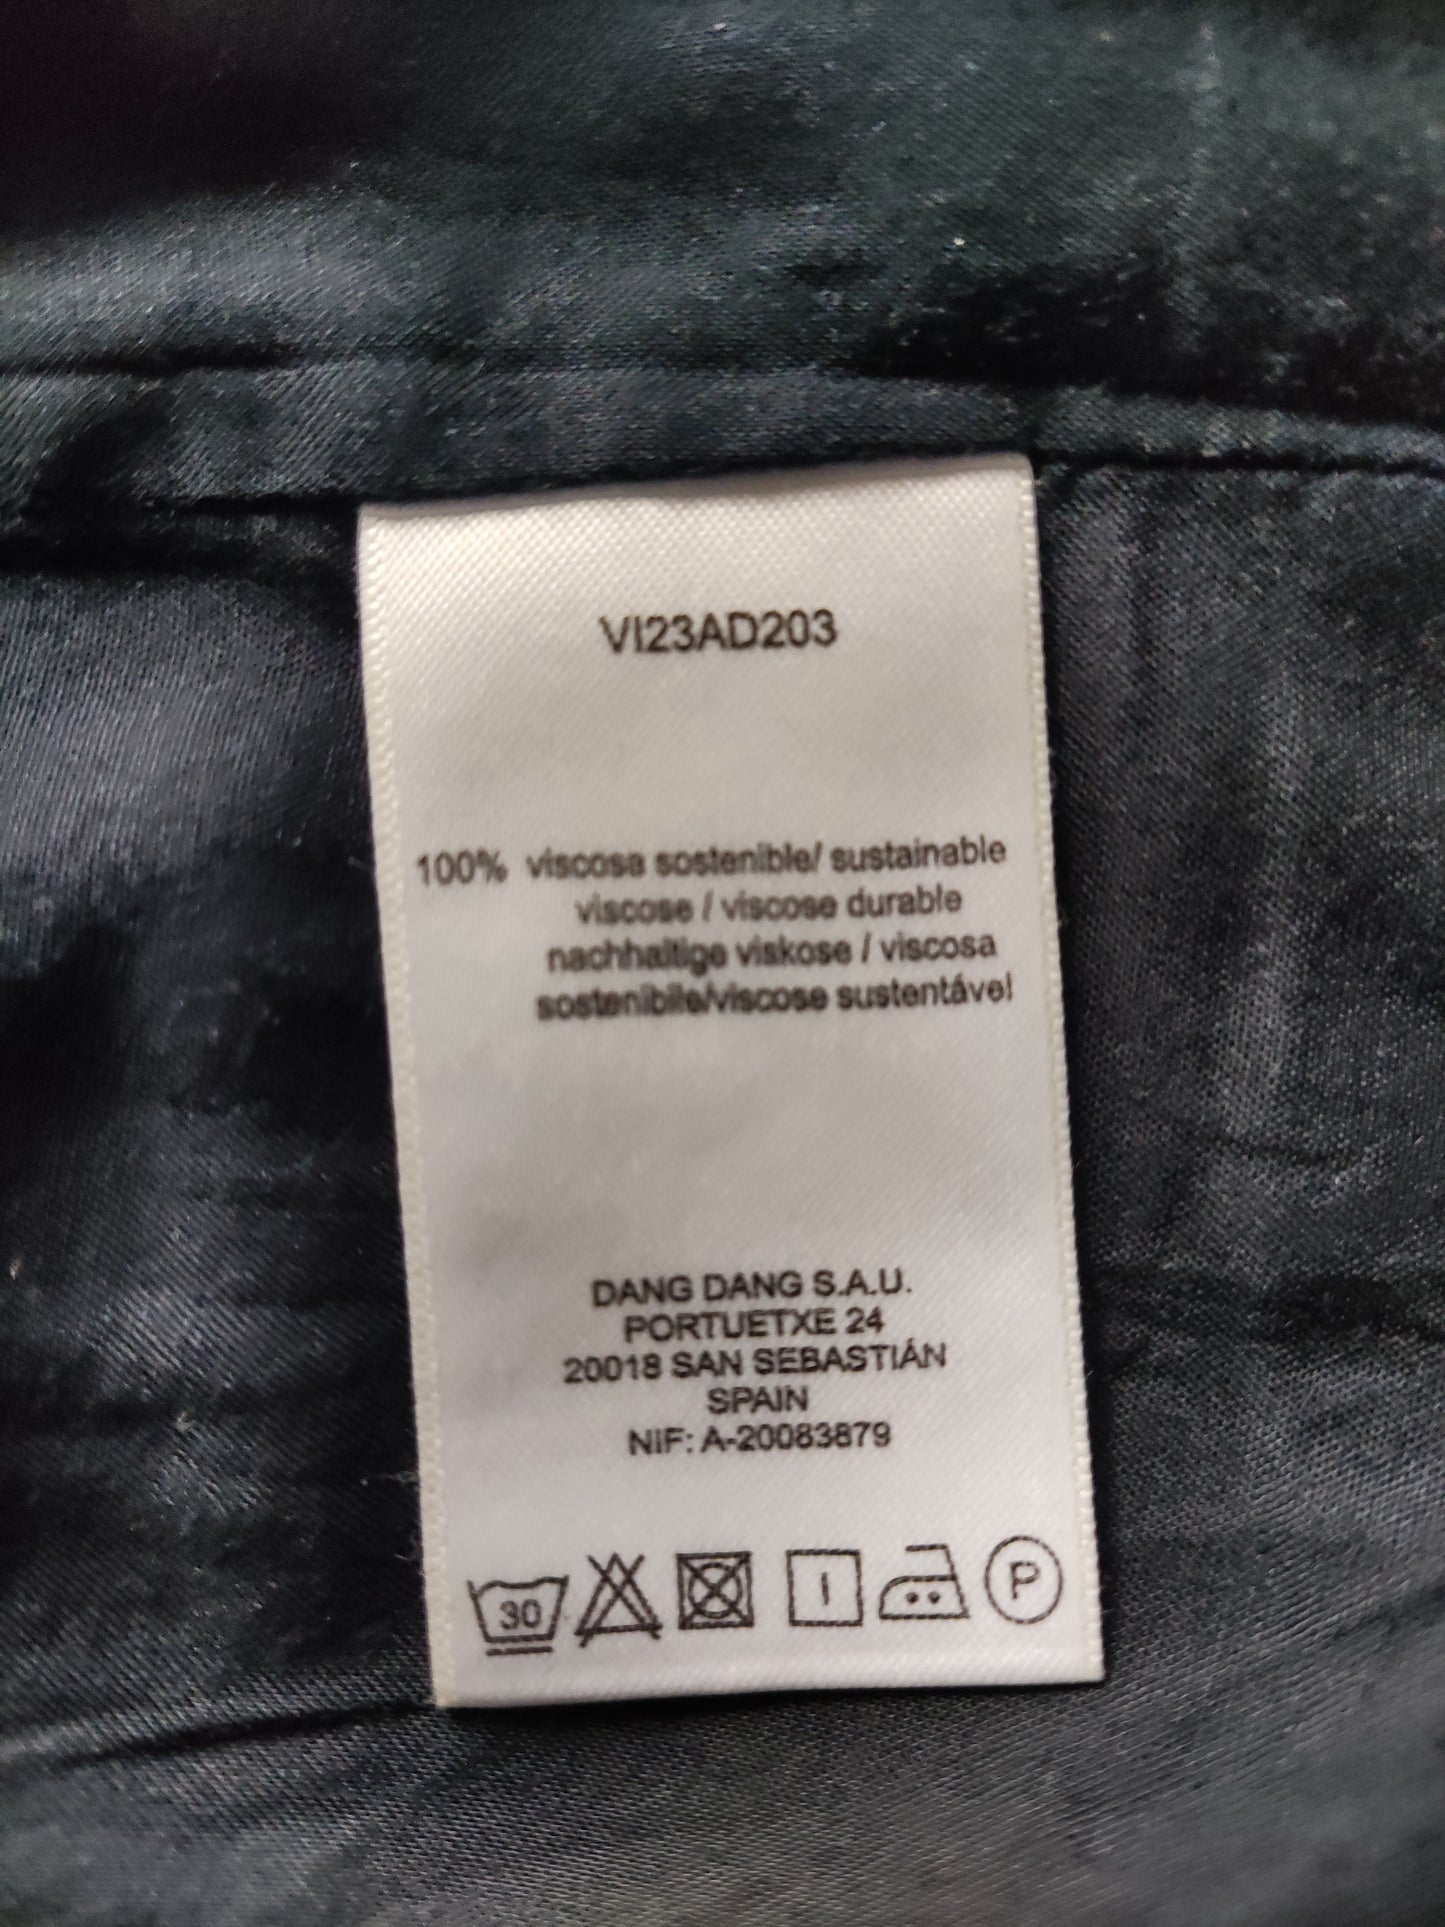 VI23AD203
100% viscosa sostenible/ sustainable
viscose / viscose durable
nachhaltige viskose / viscosa
sostenibile/viscose sustentável
DANG DANG S.A.U.
PORTUETXE 24
20018 SAN SEBASTIÁN
SPAIN
NIF: A-20083879
30 P